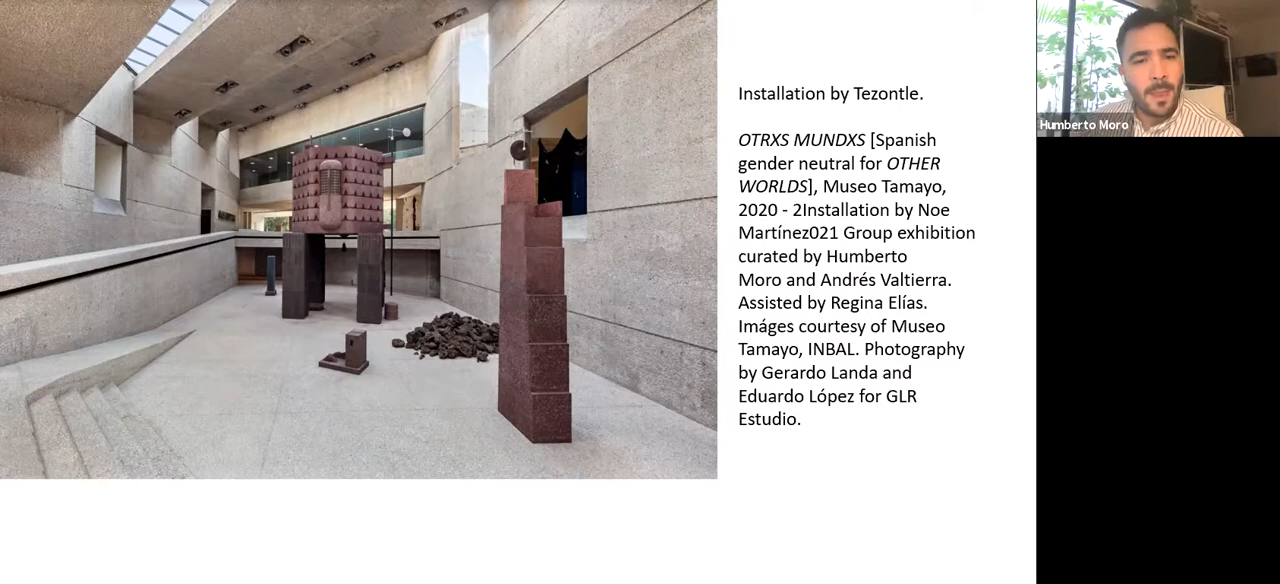 Installation by Tezontle.
OTRXS MUNDXS [Spanish
gender neutral for OTHER
WORLDS], Museo Tamayo,
2020 - 2Installation by Noe
Martínez021 Group exhibition
curated by Humberto
Moro and Andrés Valtierra.
Assisted by Regina Elías.
Imáges courtesy of Museo
Tamayo, INBAL. Photography
by Gerardo Landa and
Eduardo López for GLR
Estudio.
Humberto Moro